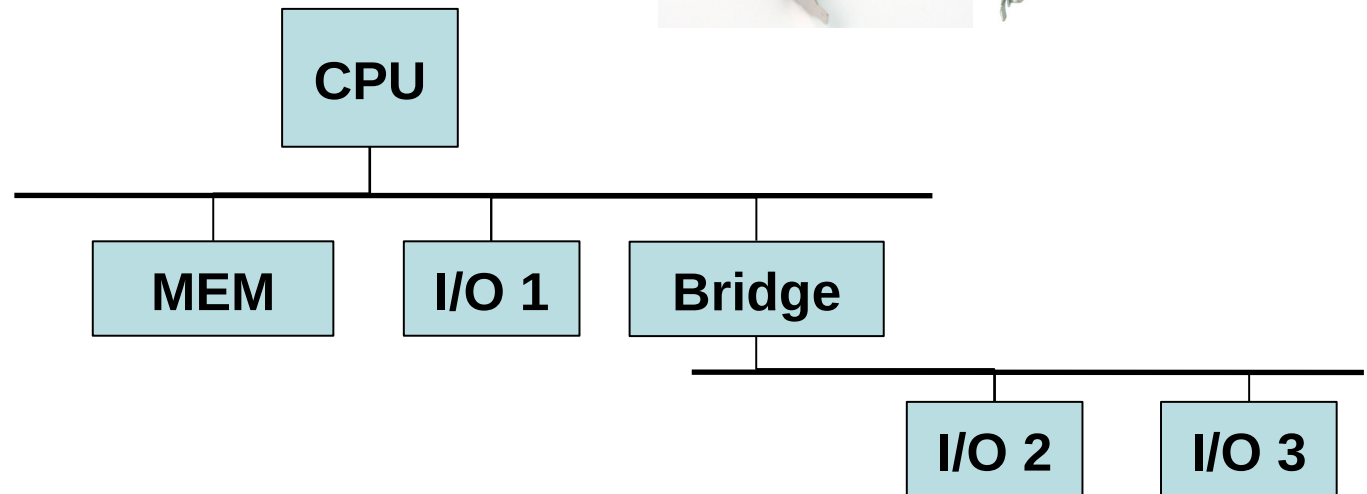 CPU
MEM
I/O 1
Bridge
I/O 2
I/O 3